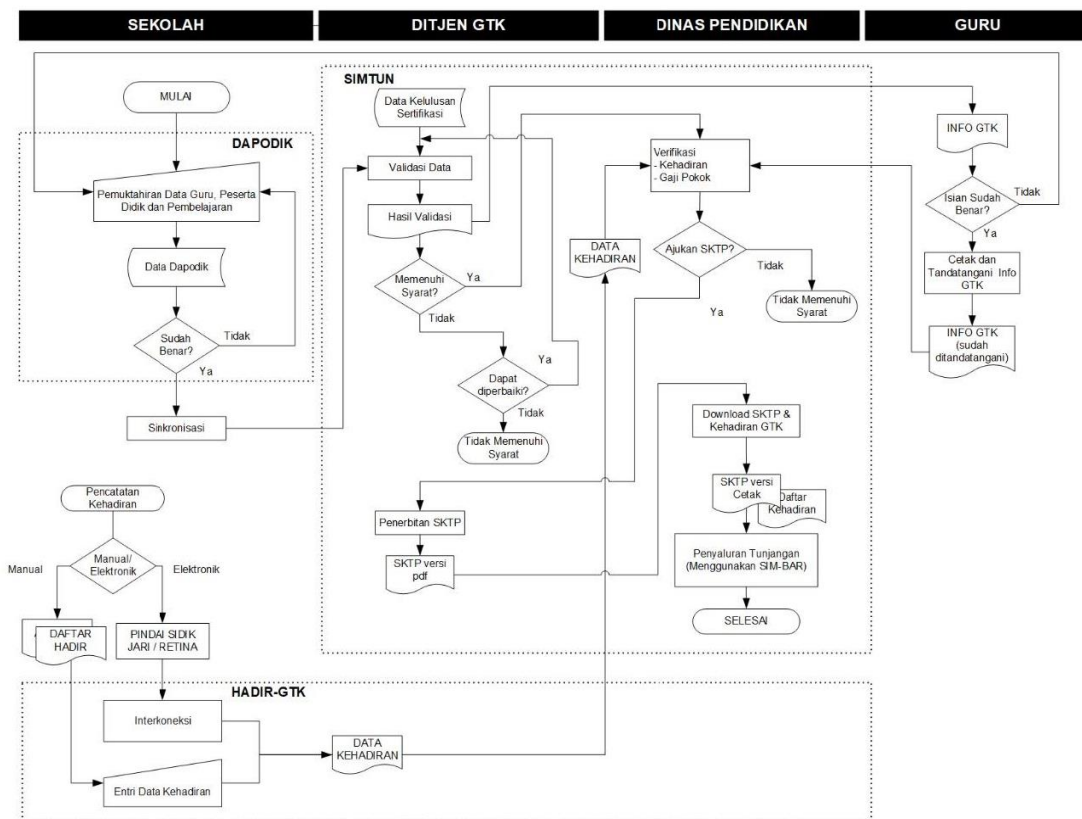 SEKOLAH
DITJEN GTK
DINAS PENDIDIKAN
GURU
MULAI
DAPODIK
Pemuktahiran Data Guru, Peserta
Didik dan Pembelajaran
Data Dapodik
Sudah
Benar?
Tidak
Ya
Sinkronisasi
SIMTUN
Data Kelulusan
Sertifikasi
Validasi Data
Hasil Validasi
Memenuhi
Syarat?
Ya
Tidak
Dapat
diperbaiki?
Ya
Tidak
Tidak Memenuhi
Syarat
Verifikasi
- Kehadiran
- Gaji Pokok
DATA
KEHADIRAN
Ajukan SKTP?
Tidak
Ya
Tidak Memenuhi
Syarat
INFO GTK
Isian Sudah
Benar?
Tidak
Ya
Cetak dan
Tandatangani Info
GTK
INFO GTK
(sudah
ditandatangani)
Penerbitan SKTP
SKTP versi
pdf
Download SKTP &
Kehadiran GTK
SKTP versi
Cetak
Daftar
Kehadiran
Penyaluran Tunjangan
(Menggunakan SIM-BAR)
SELESAI
Pencatatan
Kehadiran
Manual/
Elektronik
Manual
Elektronik
DAFTAR
HADIR
PINDAI SIDIK
JARI / RETINA
HADIR-GTK
Interkoneksi
Entri Data Kehadiran
DATA
KEHADIRAN